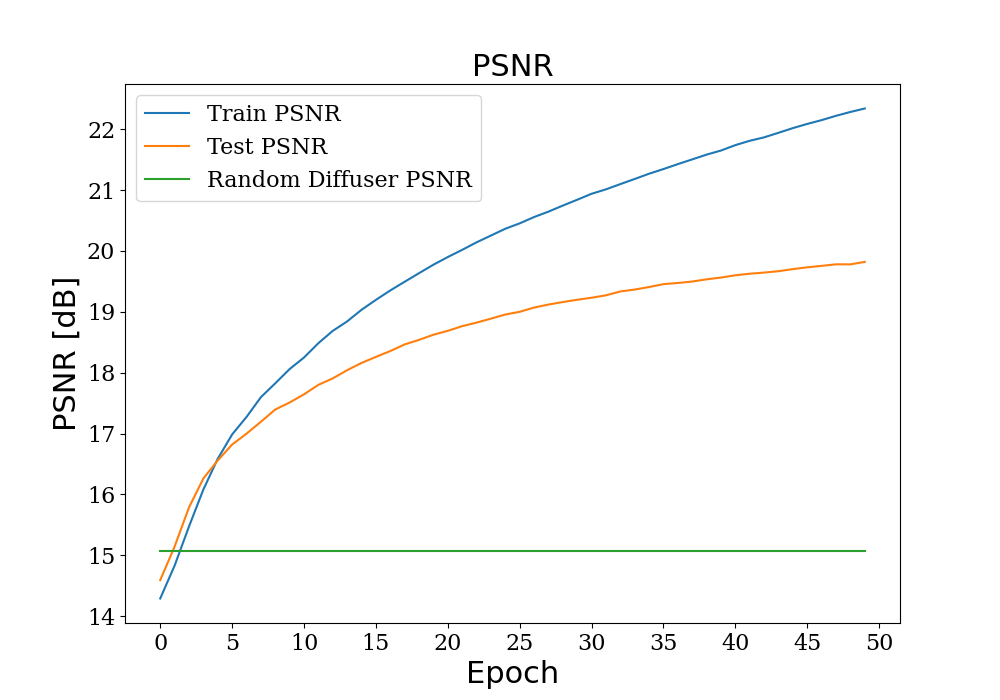 PSNR
Train PSNR
Test PSNR
Random Diffuser PSNR
PSNR [dB]
22
21
20
19
18
17
16
15
14
0 5 10 15 20 25 30 35 40 45 50
Epoch